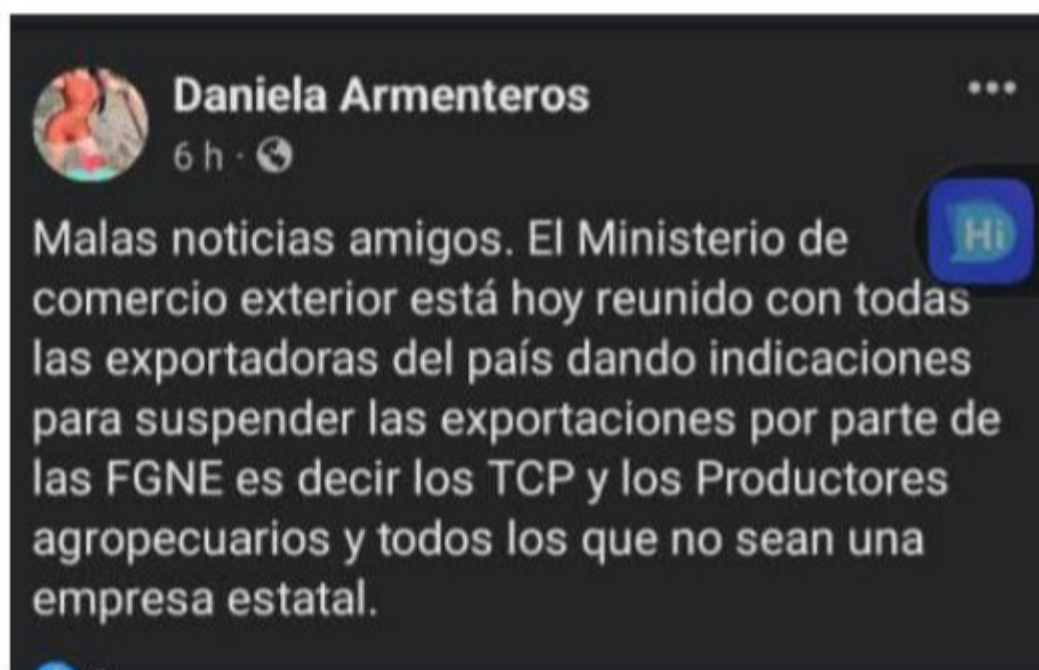 Daniela Armenteros
6 h ·
Hi
Malas noticias amigos. El Ministerio de
comercio exterior está hoy reunido con todas
las exportadoras del país dando indicaciones
para suspender las exportaciones por parte de
las FGNE es decir los TCP y los Productores
agropecuarios y todos los que no sean una
empresa estatal.